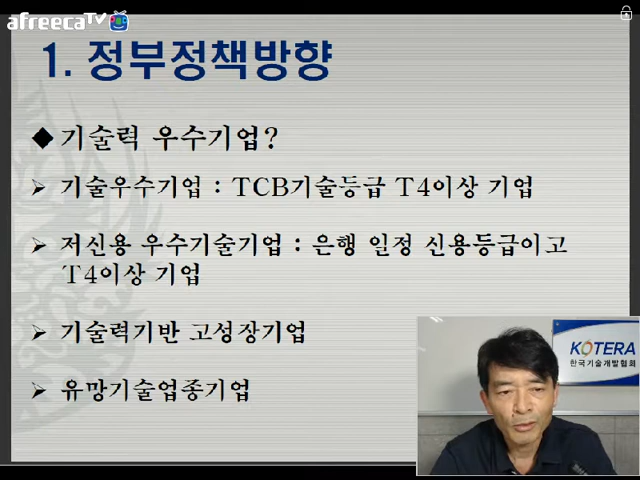 afreecaTV
1. 정부정책방향
◆기술력 우수기업?
➢ 기술우수기업 : TCB기술등급 T4이상 기업
➢ 저신용 우수기술기업 : 은행 일정 신용등급이고
T4이상 기업
➢ 기술력기반 고성장기업
➢ 유망기술업종기업
KOTERA
한국기술개발협회